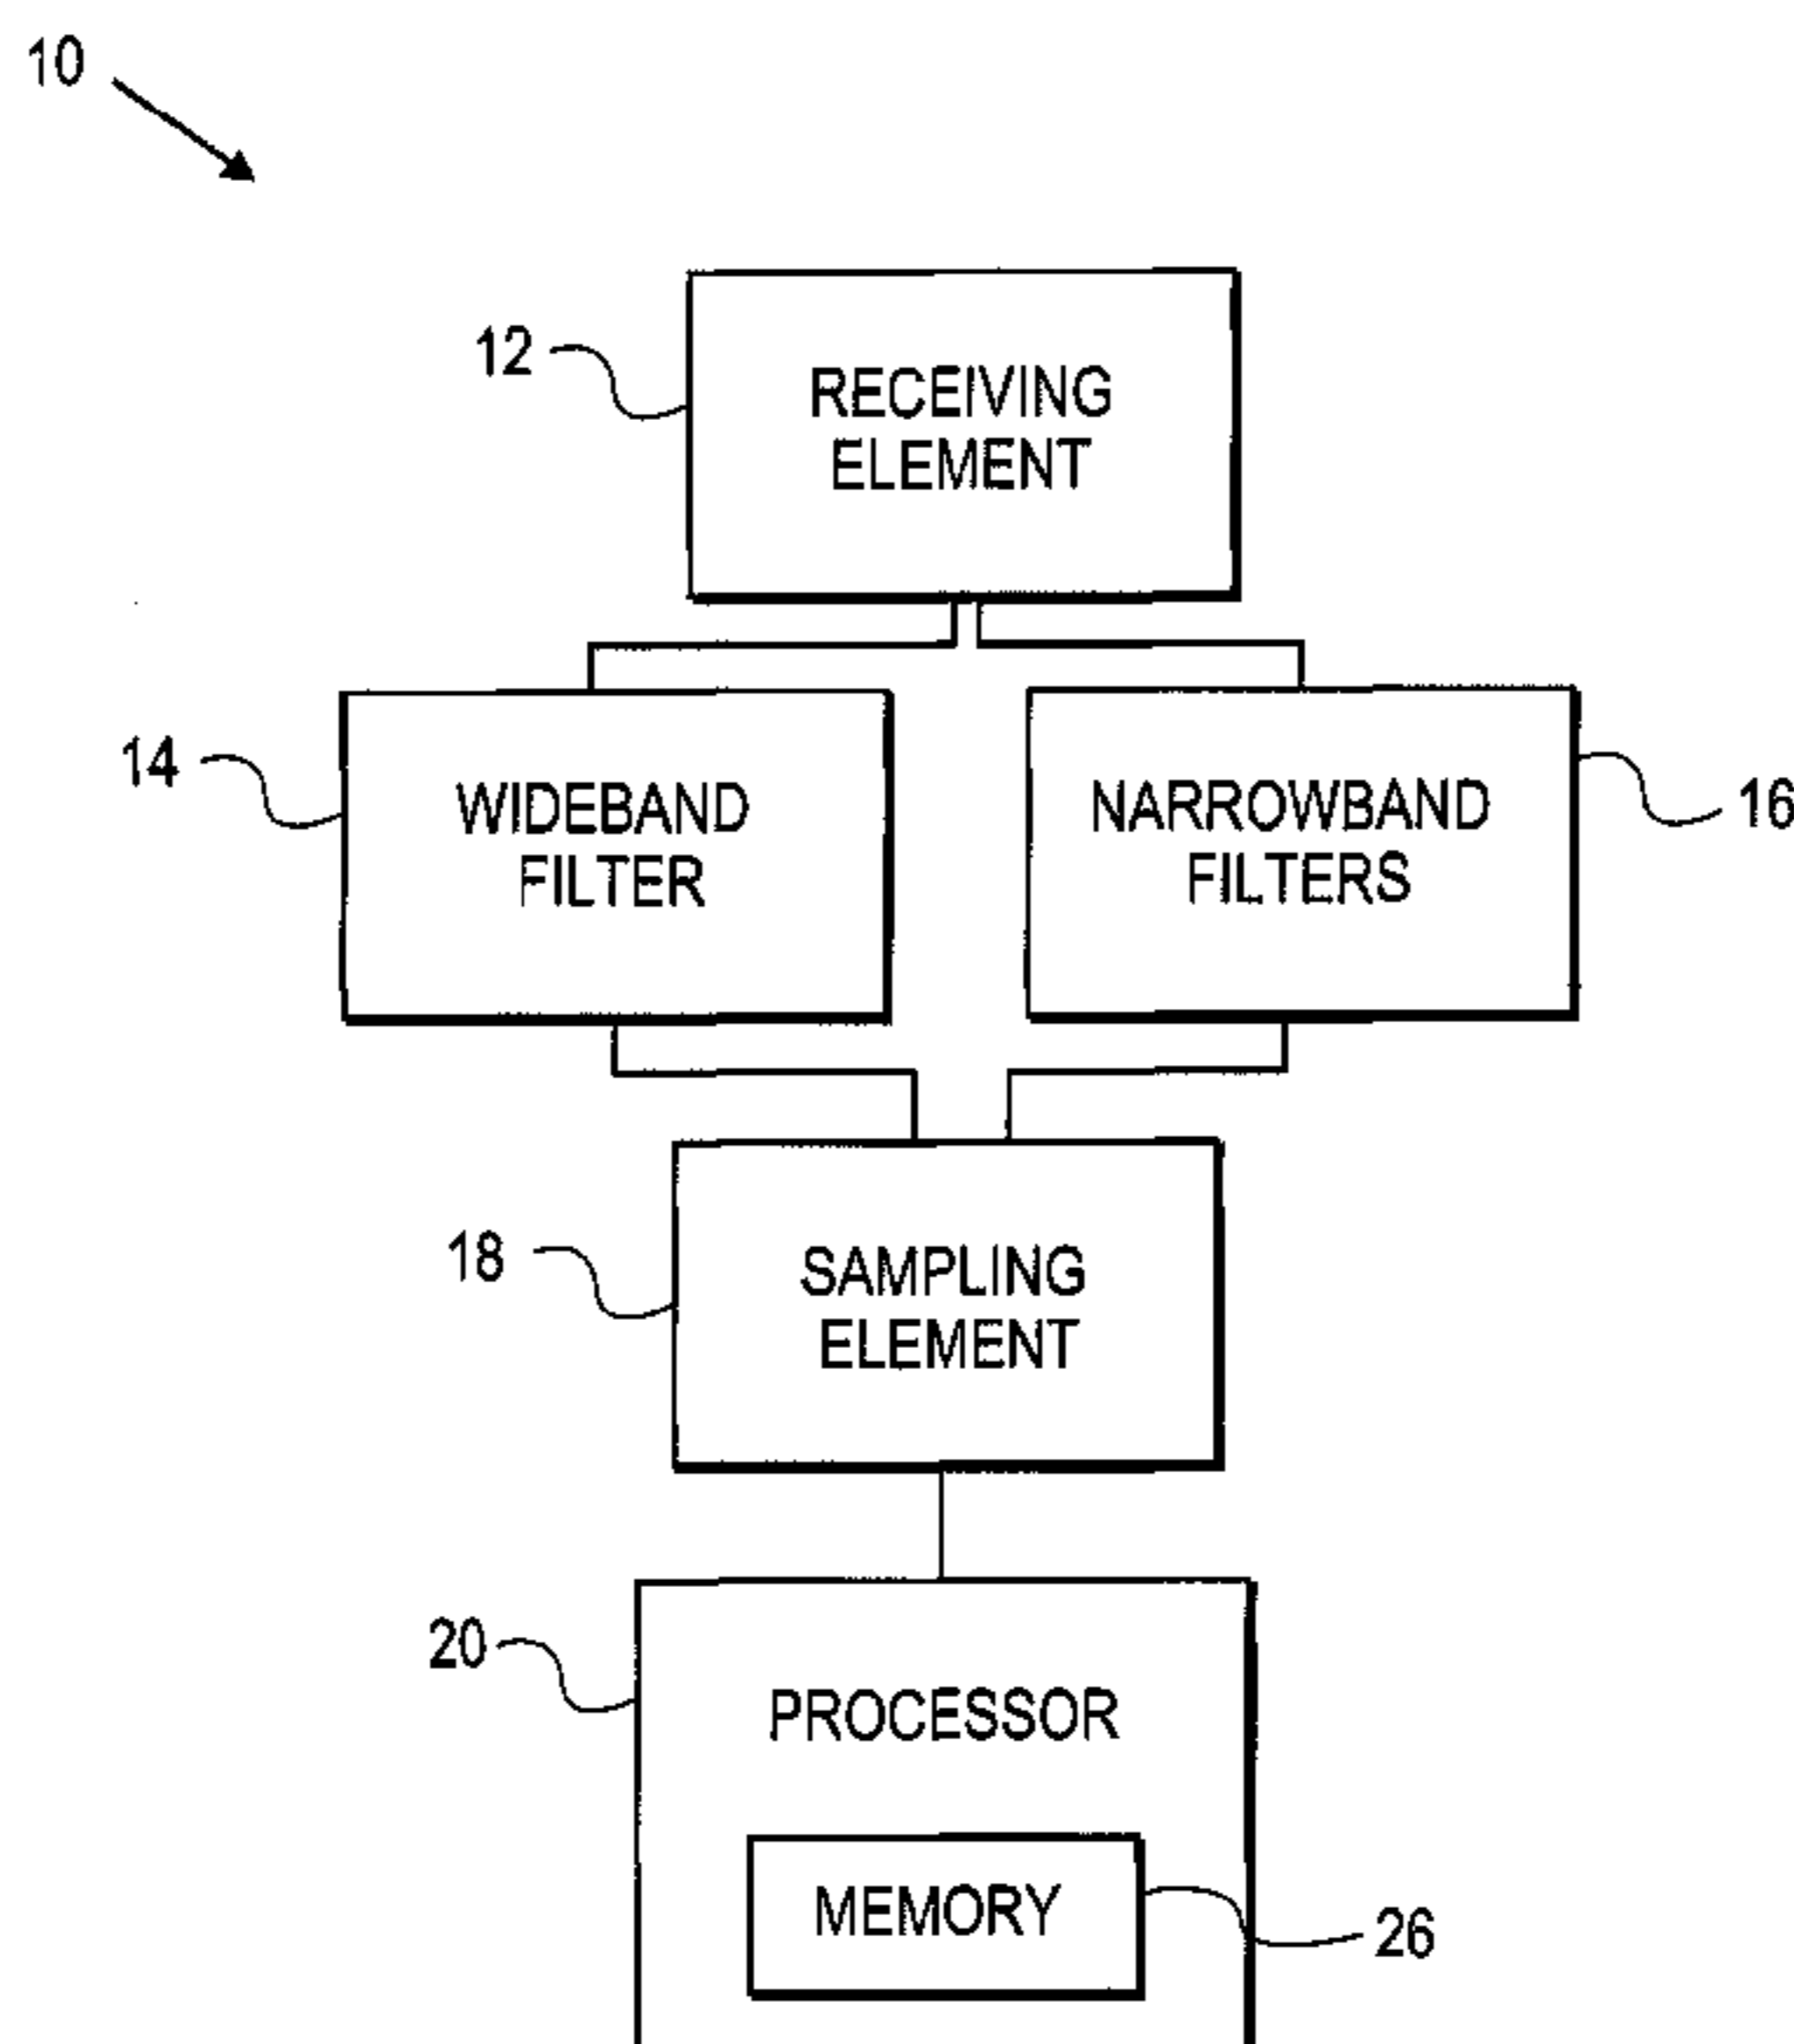 10
12
RECEIVING
ELEMENT
14
WIDEBAND
FILTER
NARROWBAND
FILTERS
16
18
SAMPLING
ELEMENT
20
PROCESSOR
MEMORY
26